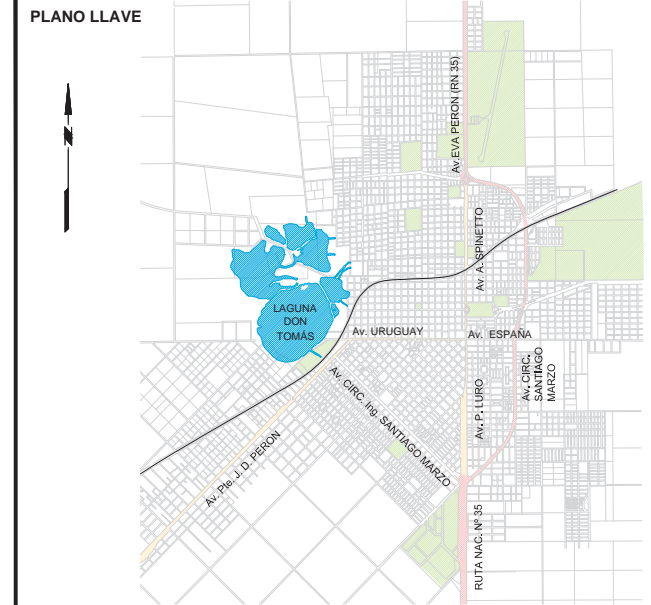 PLANO LLAVE
N
Av.EVA PERON (RN 35)
Av. A. SPINETTO
LAGUNA
DON
TOMÁS
Av. URUGUAY
Av. ESPAÑA
Av. CIRC. Ing. SANTIAGO MARZO
Av. P. LURO
Av. CIRC.
SANTIAGO
MARZO
Av. Pte. J. D. PERON
RUTA NAC. Nº 35